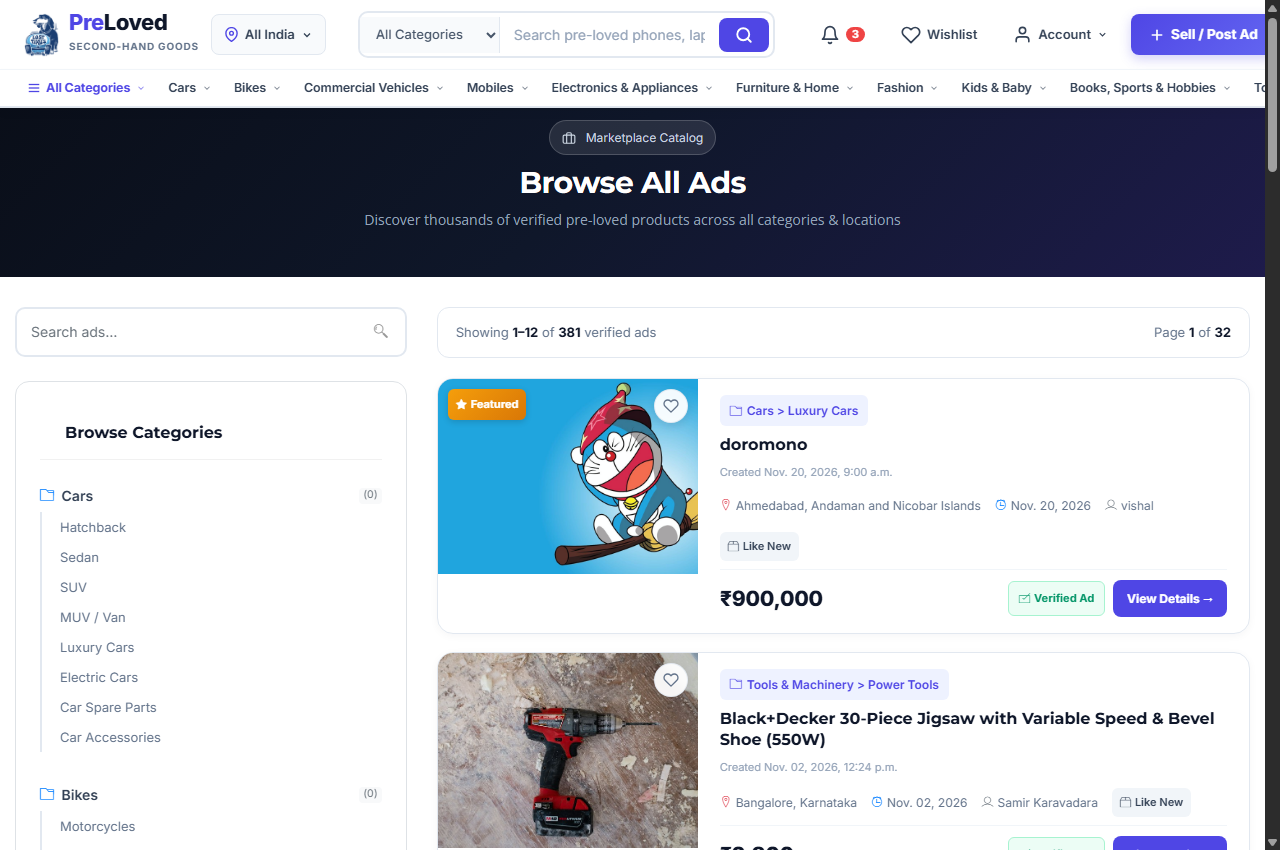 PreLoved
SECOND-HAND GOODS
All India
All Categories
Search pre-loved phones, lap
3
Wishlist
Account
Sell / Post Ad
All Categories
Cars
Bikes
Commercial Vehicles
Mobiles
Electronics & Appliances
Furniture & Home
Fashion
Kids & Baby
Books, Sports & Hobbies
Marketplace Catalog
Browse All Ads
Discover thousands of verified pre-loved products across all categories & locations
Search ads...
Showing 1–12 of 381 verified ads
Page 1 of 32
Browse Categories
Cars
(0)
Hatchback
Sedan
SUV
MUV / Van
Luxury Cars
Electric Cars
Car Spare Parts
Car Accessories
Bikes
(0)
Motorcycles
Featured
Cars > Luxury Cars
doromono
Created Nov. 20, 2026, 9:00 a.m.
Ahmedabad, Andaman and Nicobar Islands
Nov. 20, 2026
vishal
Like New
₹900,000
Verified Ad
View Details →
Tools & Machinery > Power Tools
Black+Decker 30-Piece Jigsaw with Variable Speed & Bevel
Shoe (550W)
Created Nov. 02, 2026, 12:24 p.m.
Bangalore, Karnataka
Nov. 02, 2026
Samir Karavadara
Like New